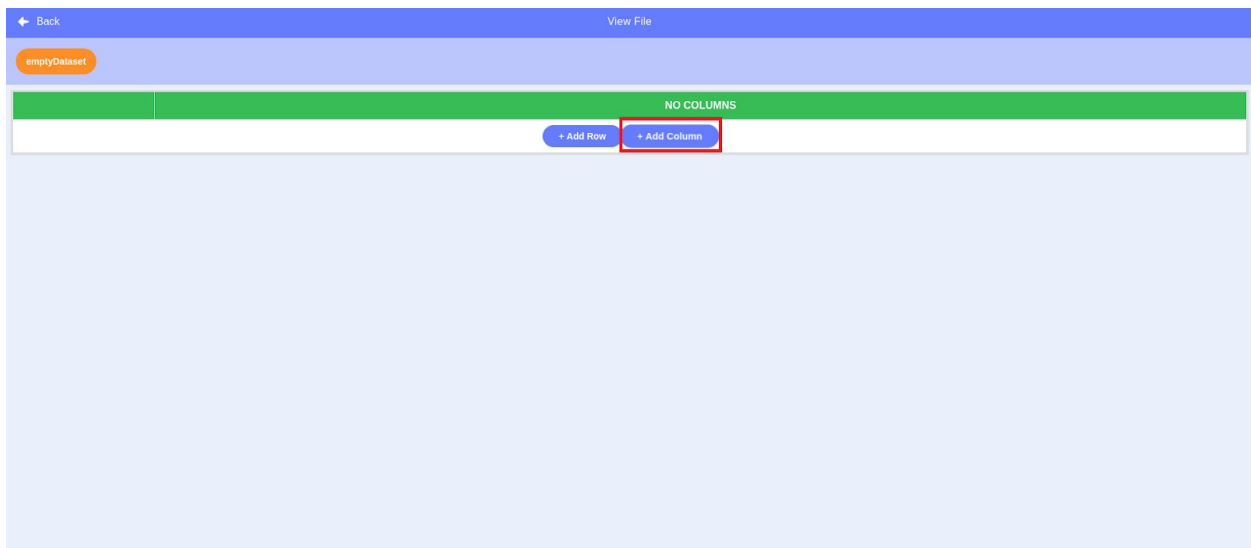 Back
View File
emptyDataset
NO COLUMNS
+ Add Row
+ Add Column